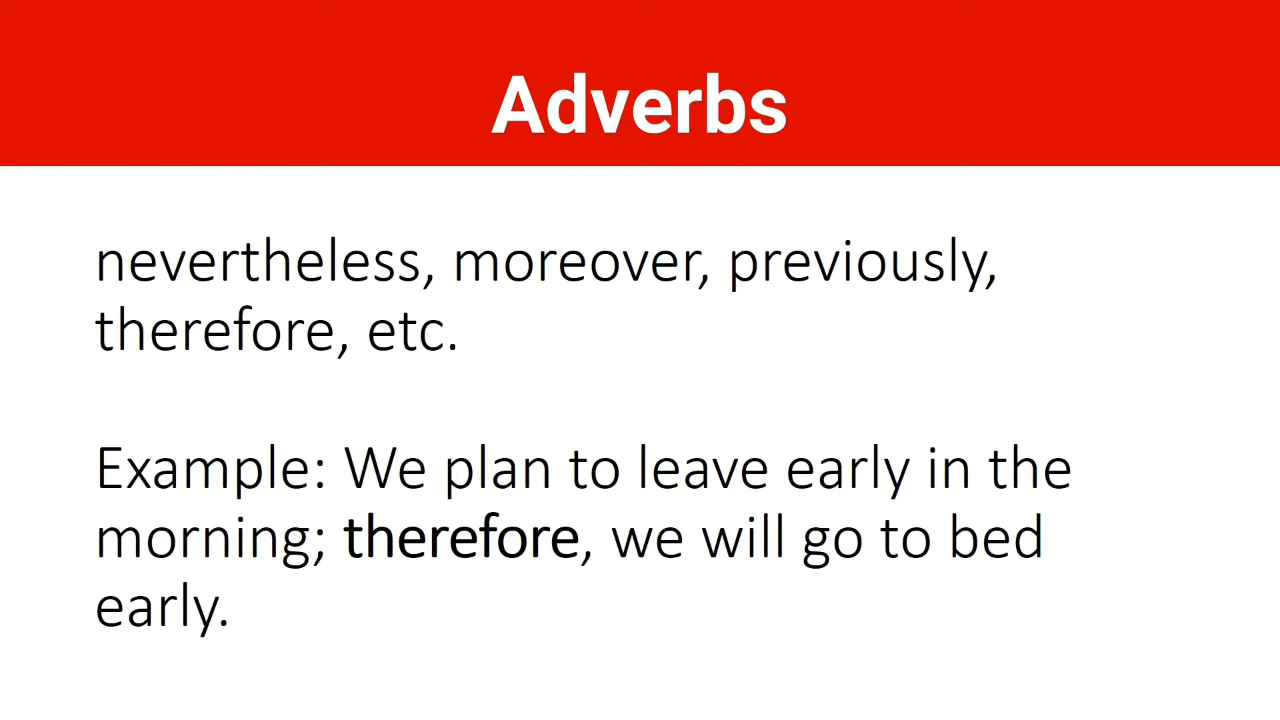 Adverbs
nevertheless, moreover, previously,
therefore, etc.
Example: We plan to leave early in the
morning; therefore, we will go to bed
early.